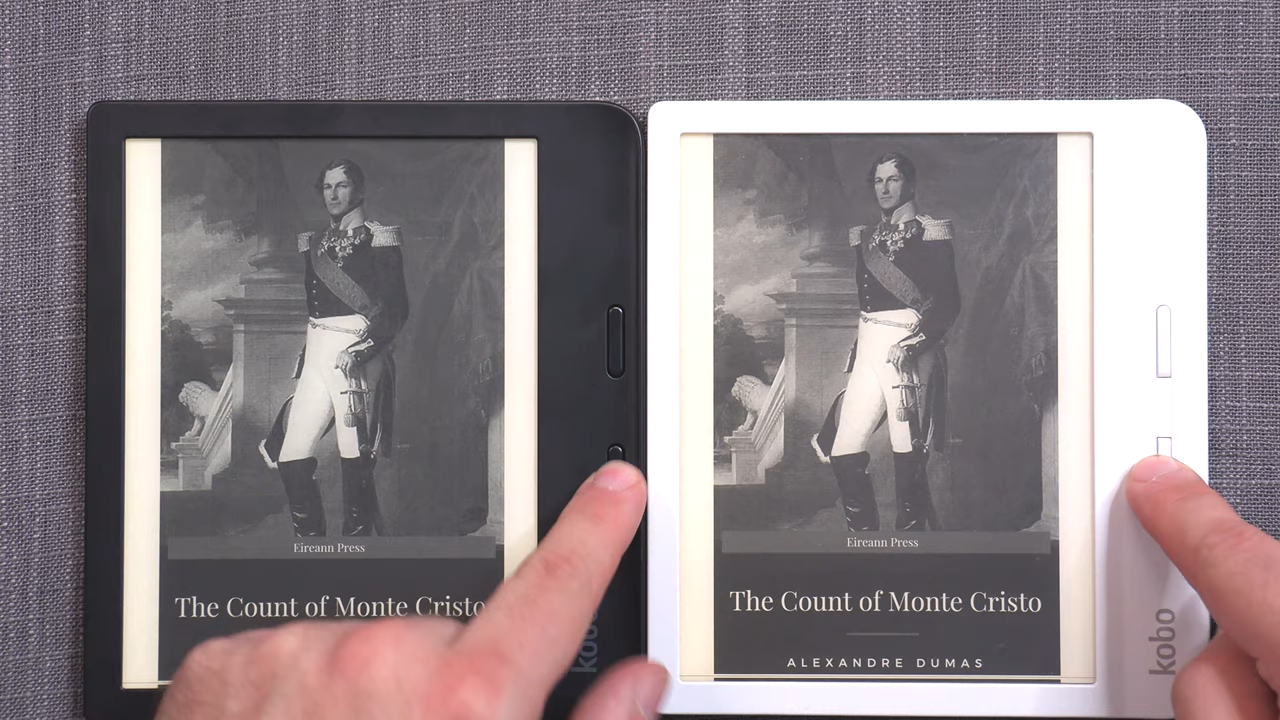 Eireann Press
The Count of Monte Cristo
kobo
Eireann Press
The Count of Monte Cristo
ALEXANDRE DUMAS
kobo